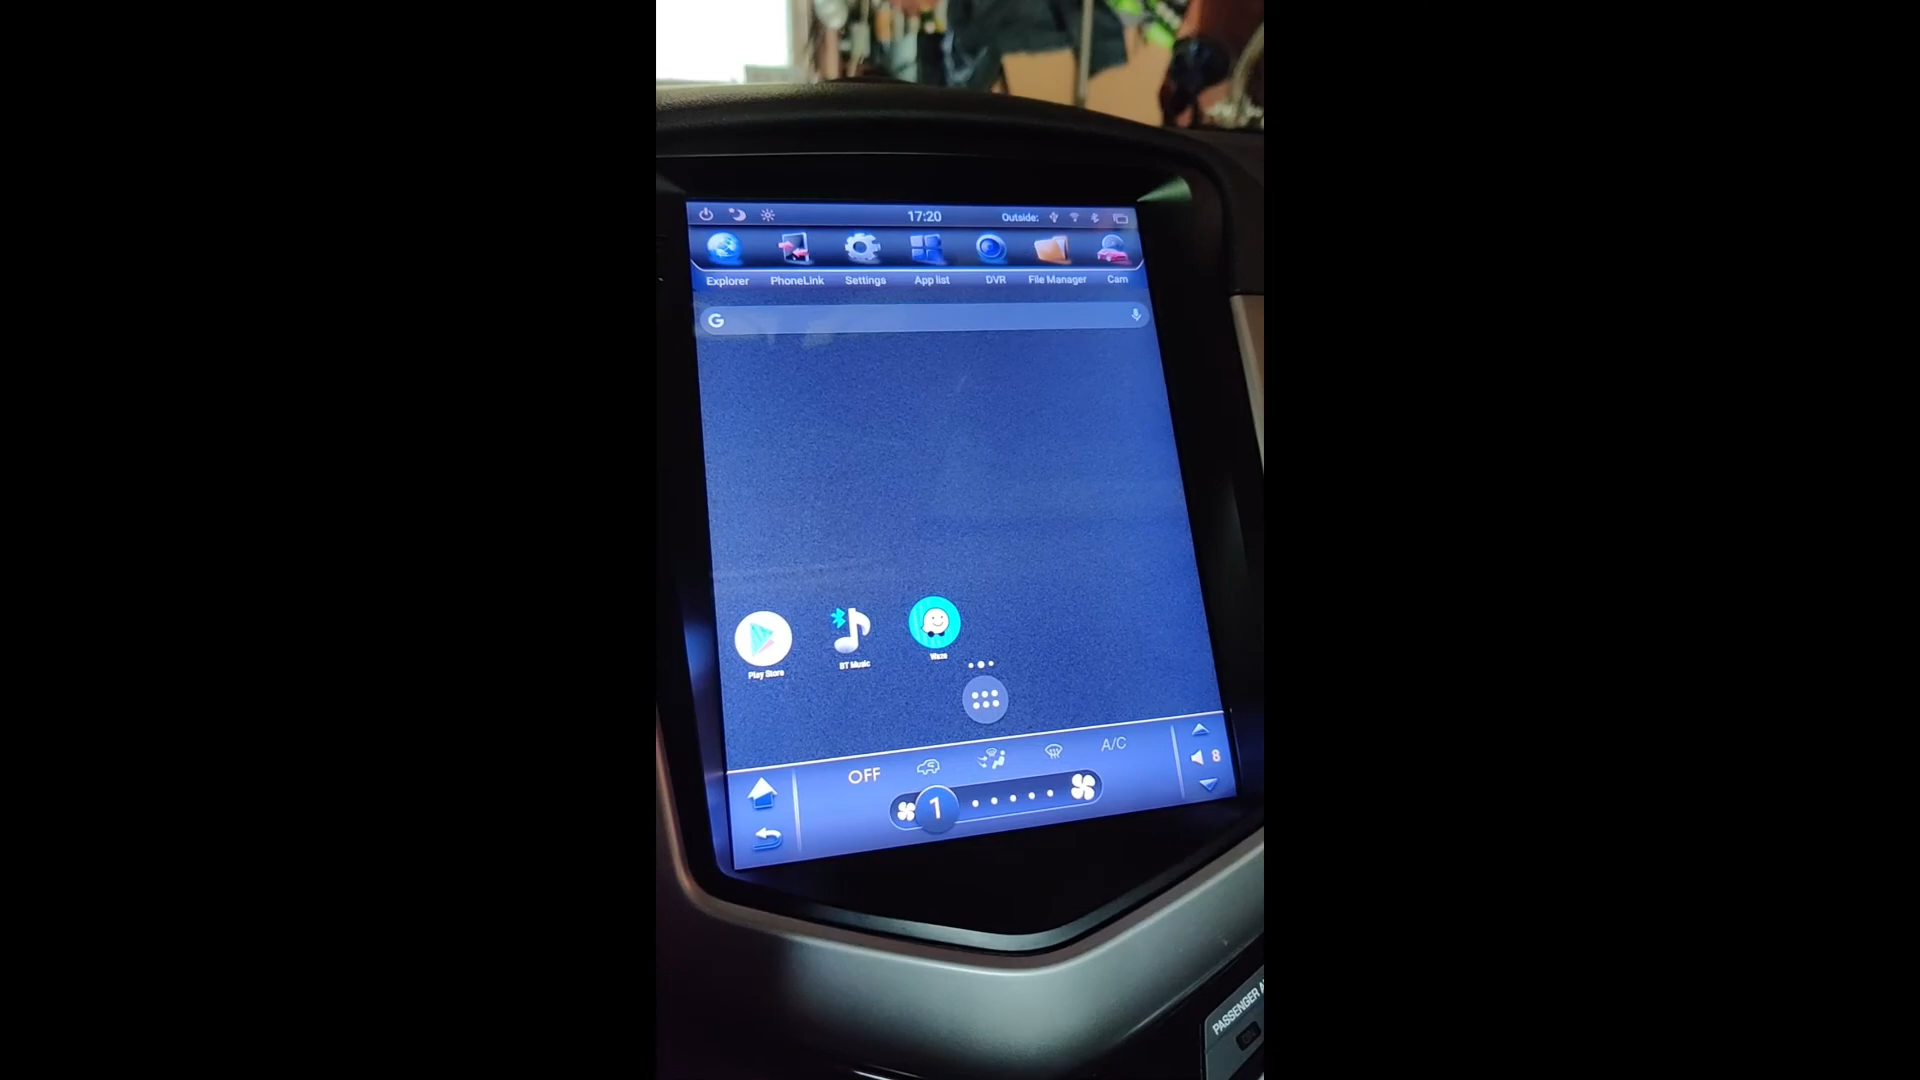 17:20 Outside:
Explorer PhoneLink Settings App list DVR File Manager Cam
G
Play Store BT Music Waze
OFF A/C
8
1
PASSENGER